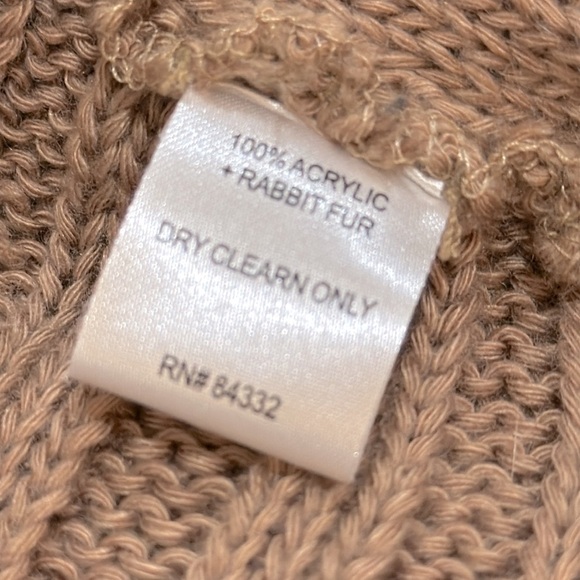 100% ACRYLIC
+ RABBIT FUR
DRY CLEARN ONLY
RN# 84332